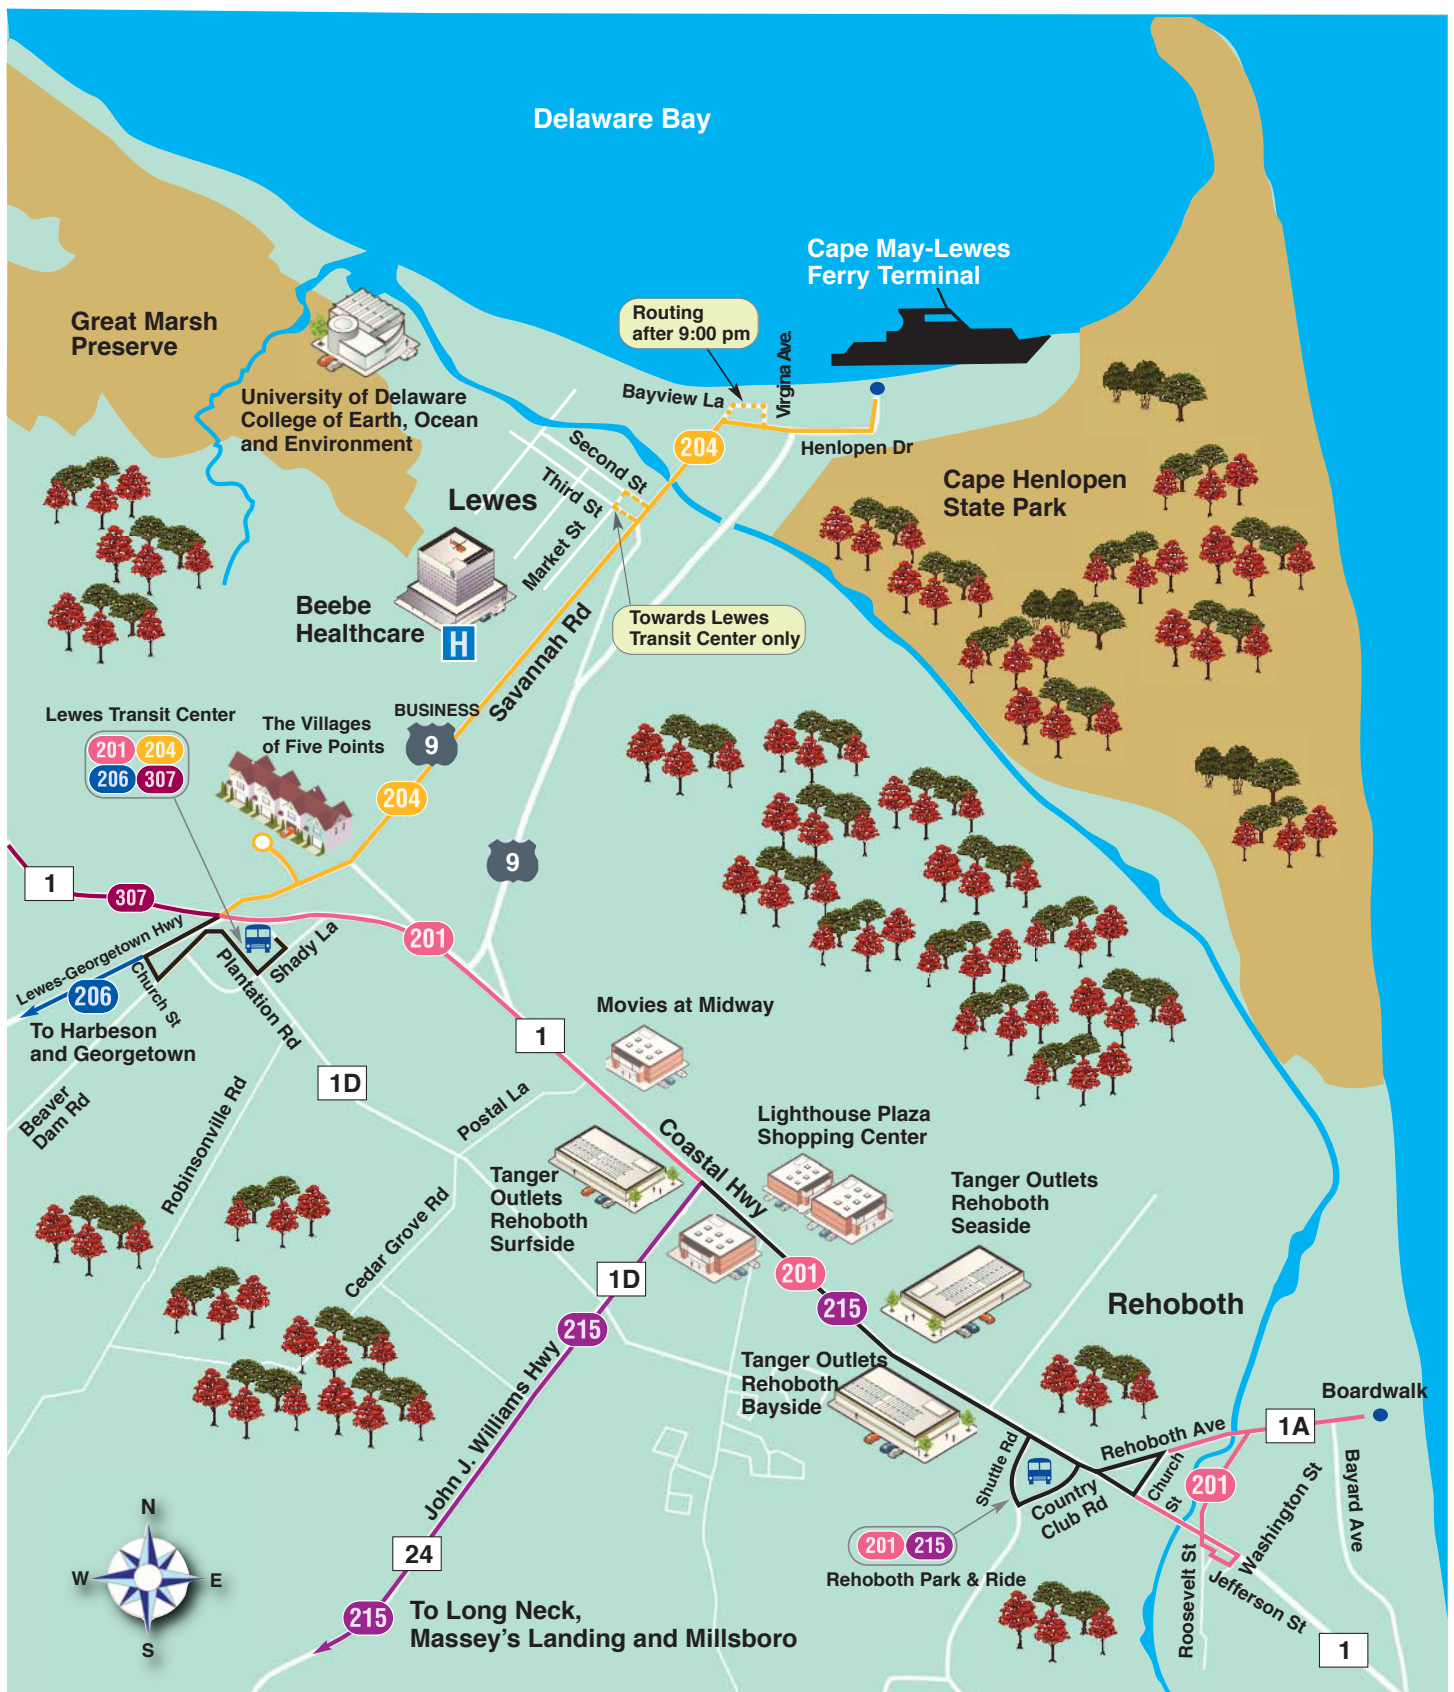 Delaware Bay
Cape May-Lewes
Ferry Terminal
Routing
after 9:00 pm
Great Marsh
Preserve
Virgina Ave.
Bayview La
University of Delaware
College of Earth, Ocean
and Environment
204
Henlopen Dr
Second St
Third St
Lewes
Market St
Cape Henlopen
State Park
Beebe
Healthcare
H
Towards Lewes
Transit Center only
Savannah Rd
Lewes Transit Center
201 204
206 307
The Villages
of Five Points
BUSINESS
9
204
9
1
307
201
Lewes-Georgetown Hwy
Shady La
Plantation Rd
Church St
206
To Harbeson
and Georgetown
Movies at Midway
1
1D
Beaver
Dam Rd
Robinsonville Rd
Postal La
Coastal Hwy
Lighthouse Plaza
Shopping Center
Tanger
Outlets
Rehoboth
Surfside
Tanger Outlets
Rehoboth
Seaside
Cedar Grove Rd
1D
201
215
215
Rehoboth
Tanger Outlets
Rehoboth
Bayside
John J. Williams Hwy
Boardwalk
1A
Rehoboth Ave
Shuttle Rd
Country
Club Rd
Church
St
201
Washington St
Bayard Ave
201 215
Rehoboth Park & Ride
Roosevelt St
Jefferson St
1
N
W
E
S
24
215
To Long Neck,
Massey's Landing and Millsboro